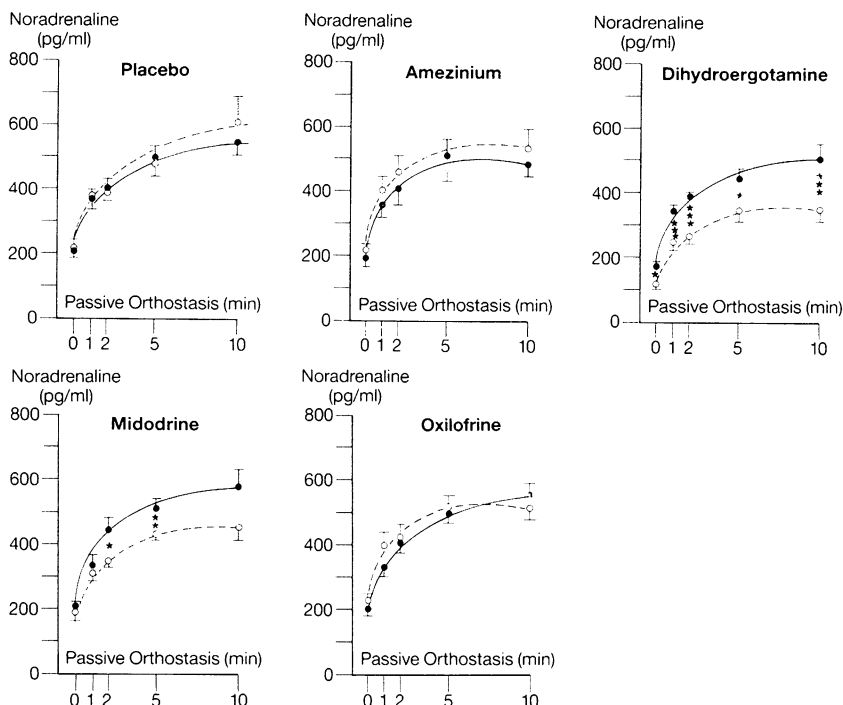 Noradrenaline
(pg/ml)
Placebo
800
600
400
200
0
Passive Orthostasis (min)
0 1 2 5 10
Noradrenaline
(pg/ml)
Amezinium
800
600
400
200
0
Passive Orthostasis (min)
0 1 2 5 10
Noradrenaline
(pg/ml)
Dihydroergotamine
800
600
400
200
0
Passive Orthostasis (min)
0 1 2 5 10
Noradrenaline
(pg/ml)
Midodrine
800
600
400
200
0
Passive Orthostasis (min)
0 1 2 5 10
Noradrenaline
(pg/ml)
Oxilofrine
800
600
400
200
0
Passive Orthostasis (min)
0 1 2 5 10